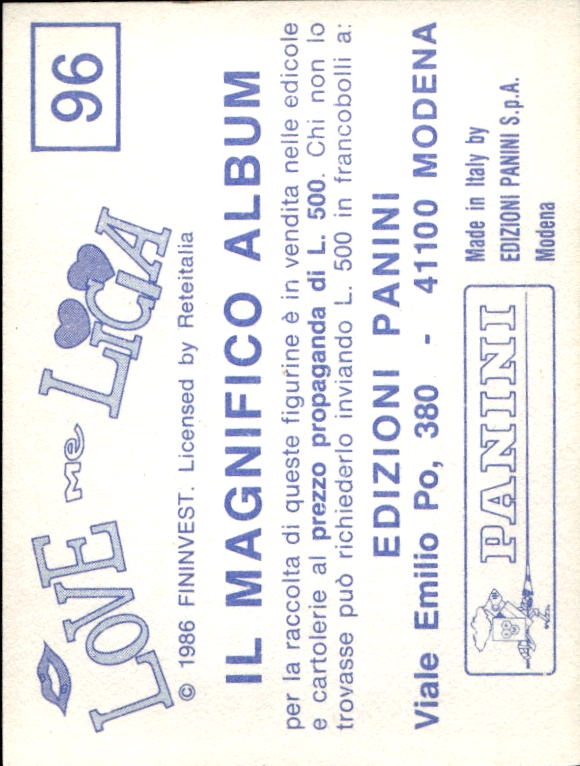 LOVE me LICIA
96
© 1986 FININVEST. Licensed by Reteitalia
IL MAGNIFICO ALBUM
per la raccolta di queste figurine è in vendita nelle edicole
e cartolerie al prezzo propaganda di L. 500. Chi non lo
trovasse può richiederlo inviando L. 500 in francobolli a:
EDIZIONI PANINI
Viale Emilio Po, 380 - 41100 MODENA
PANINI
Made in Italy by
EDIZIONI PANINI S.p.A.
Modena